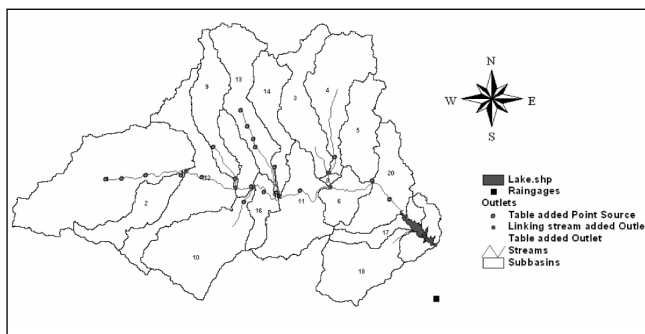 N
W E
S
13
9
14
4
3
5
20
12
2
16
11
6
17
10
18
Lake.shp
Raingages
Outlets
Table added Point Source
Linking stream added Outle
Table added Outlet
Streams
Subbasins